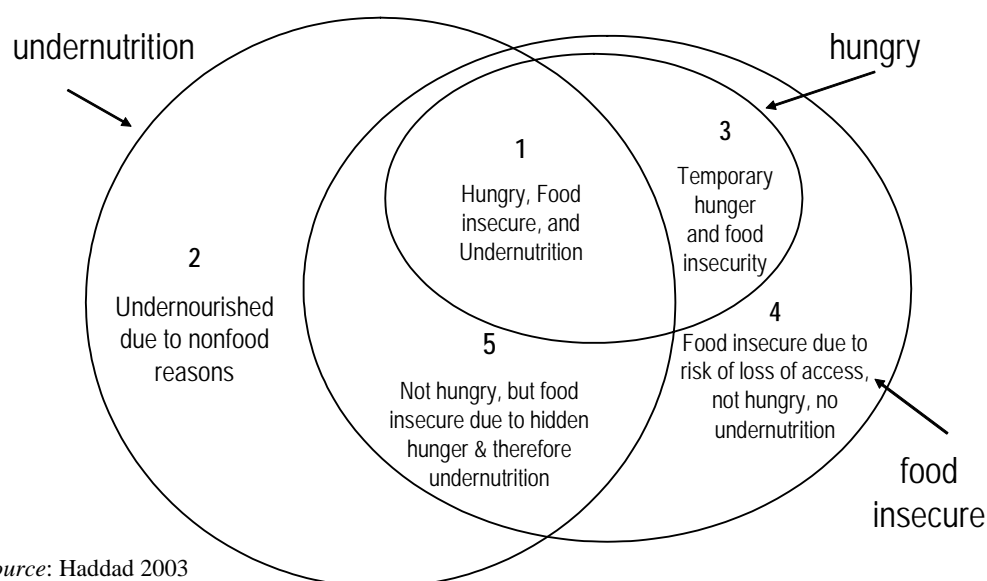 undernutrition
hungry
1
Hungry, Food
insecure, and
Undernutrition
3
Temporary
hunger
and food
insecurity
2
Undernourished
due to nonfood
reasons
4
Food insecure due to
risk of loss of access,
not hungry, no
undernutrition
5
Not hungry, but food
insecure due to hidden
hunger & therefore
undernutrition
food
insecure
ource: Haddad 2003